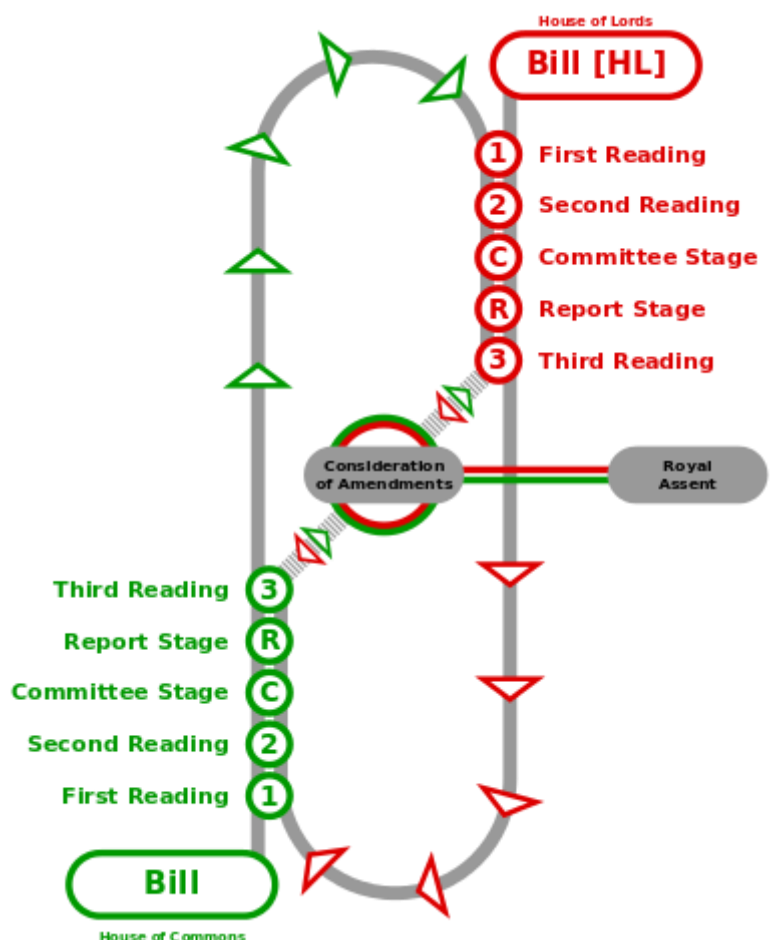 House of Lords
Bill [HL]
1 First Reading
2 Second Reading
C Committee Stage
R Report Stage
3 Third Reading
Consideration
of Amendments
Royal
Assent
Third Reading 3
Report Stage R
Committee Stage C
Second Reading 2
First Reading 1
Bill
House of Commons